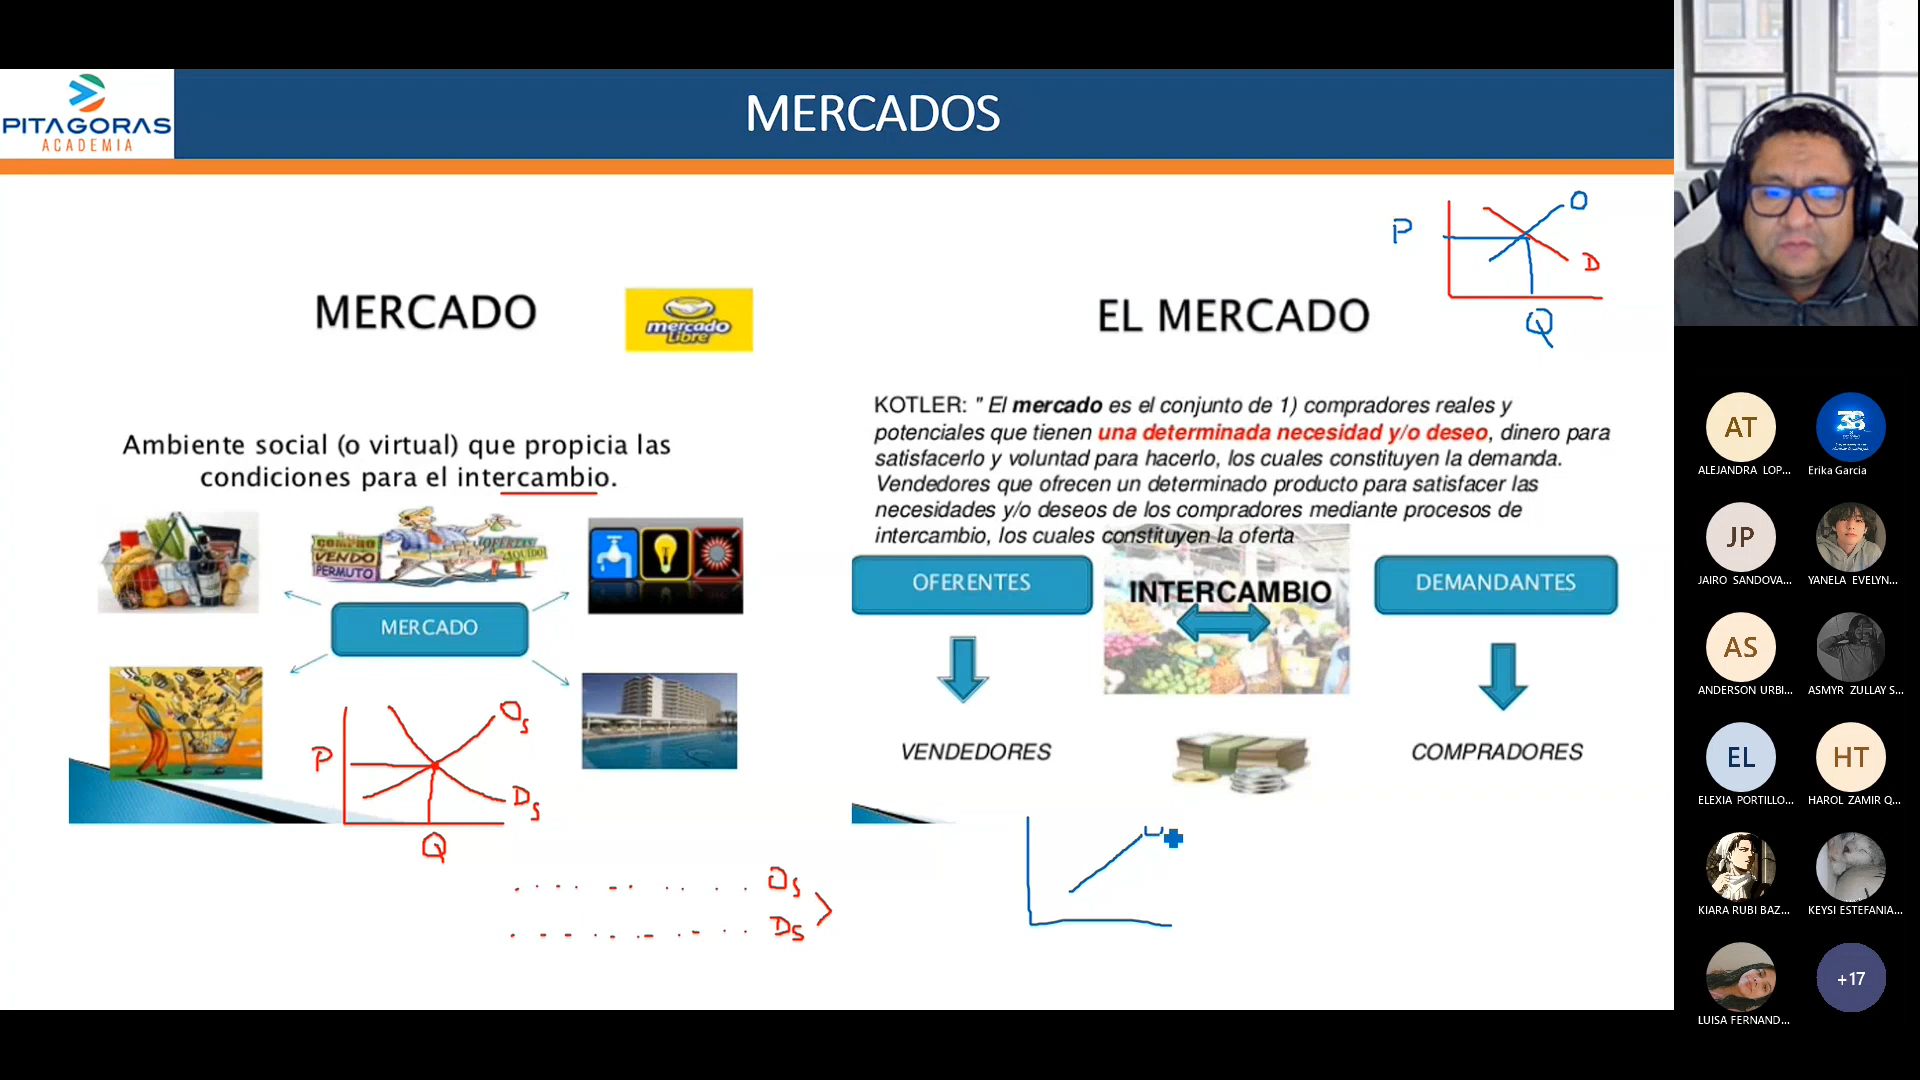 PITAGORAS
ACADEMIA
MERCADOS
MERCADO
mercado
libre
Ambiente social (o virtual) que propicia las
condiciones para el intercambio.
COMPRO
VENDO
PERMUTO
¡OFERTAS
AQUIDO!
MERCADO
P
Os
Ds
Q
Os
Ds
P
O
D
Q
EL MERCADO
KOTLER: " El mercado es el conjunto de 1) compradores reales y
potenciales que tienen una determinada necesidad y/o deseo, dinero para
satisfacerlo y voluntad para hacerlo, los cuales constituyen la demanda.
Vendedores que ofrecen un determinado producto para satisfacer las
necesidades y/o deseos de los compradores mediante procesos de
intercambio, los cuales constituyen la oferta
OFERENTES
INTERCAMBIO
DEMANDANTES
VENDEDORES
COMPRADORES
AT
ALEJANDRA LOP...
Erika Garcia
JP
JAIRO SANDOVA...
YANELA EVELYN...
AS
ANDERSON URBI...
ASMYR ZULLAY S...
EL
ELEXIA PORTILLO...
HT
HAROL ZAMIR Q...
KIARA RUBI BAZ...
KEYSI ESTEFANIA...
LUISA FERNAND...
+17